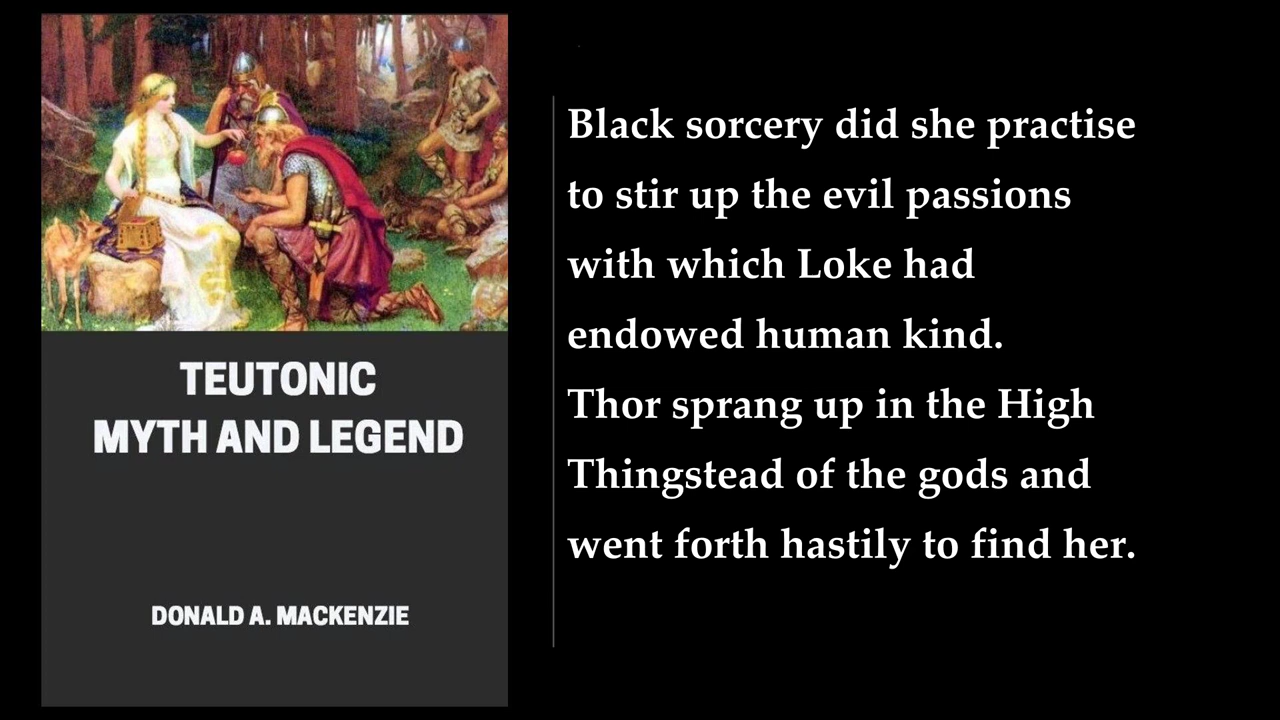 TEUTONIC
MYTH AND LEGEND
DONALD A. MACKENZIE
Black sorcery did she practise
to stir up the evil passions
with which Loke had
endowed human kind.
Thor sprang up in the High
Thingstead of the gods and
went forth hastily to find her.